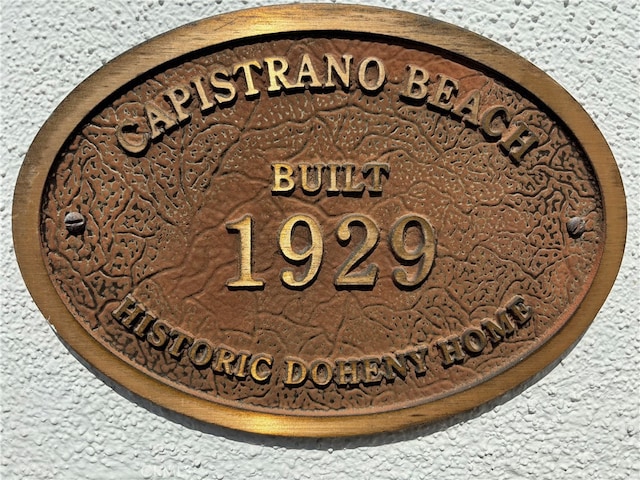 CAPISTRANO BEACH
BUILT
1929
HISTORIC DOHENY HOME